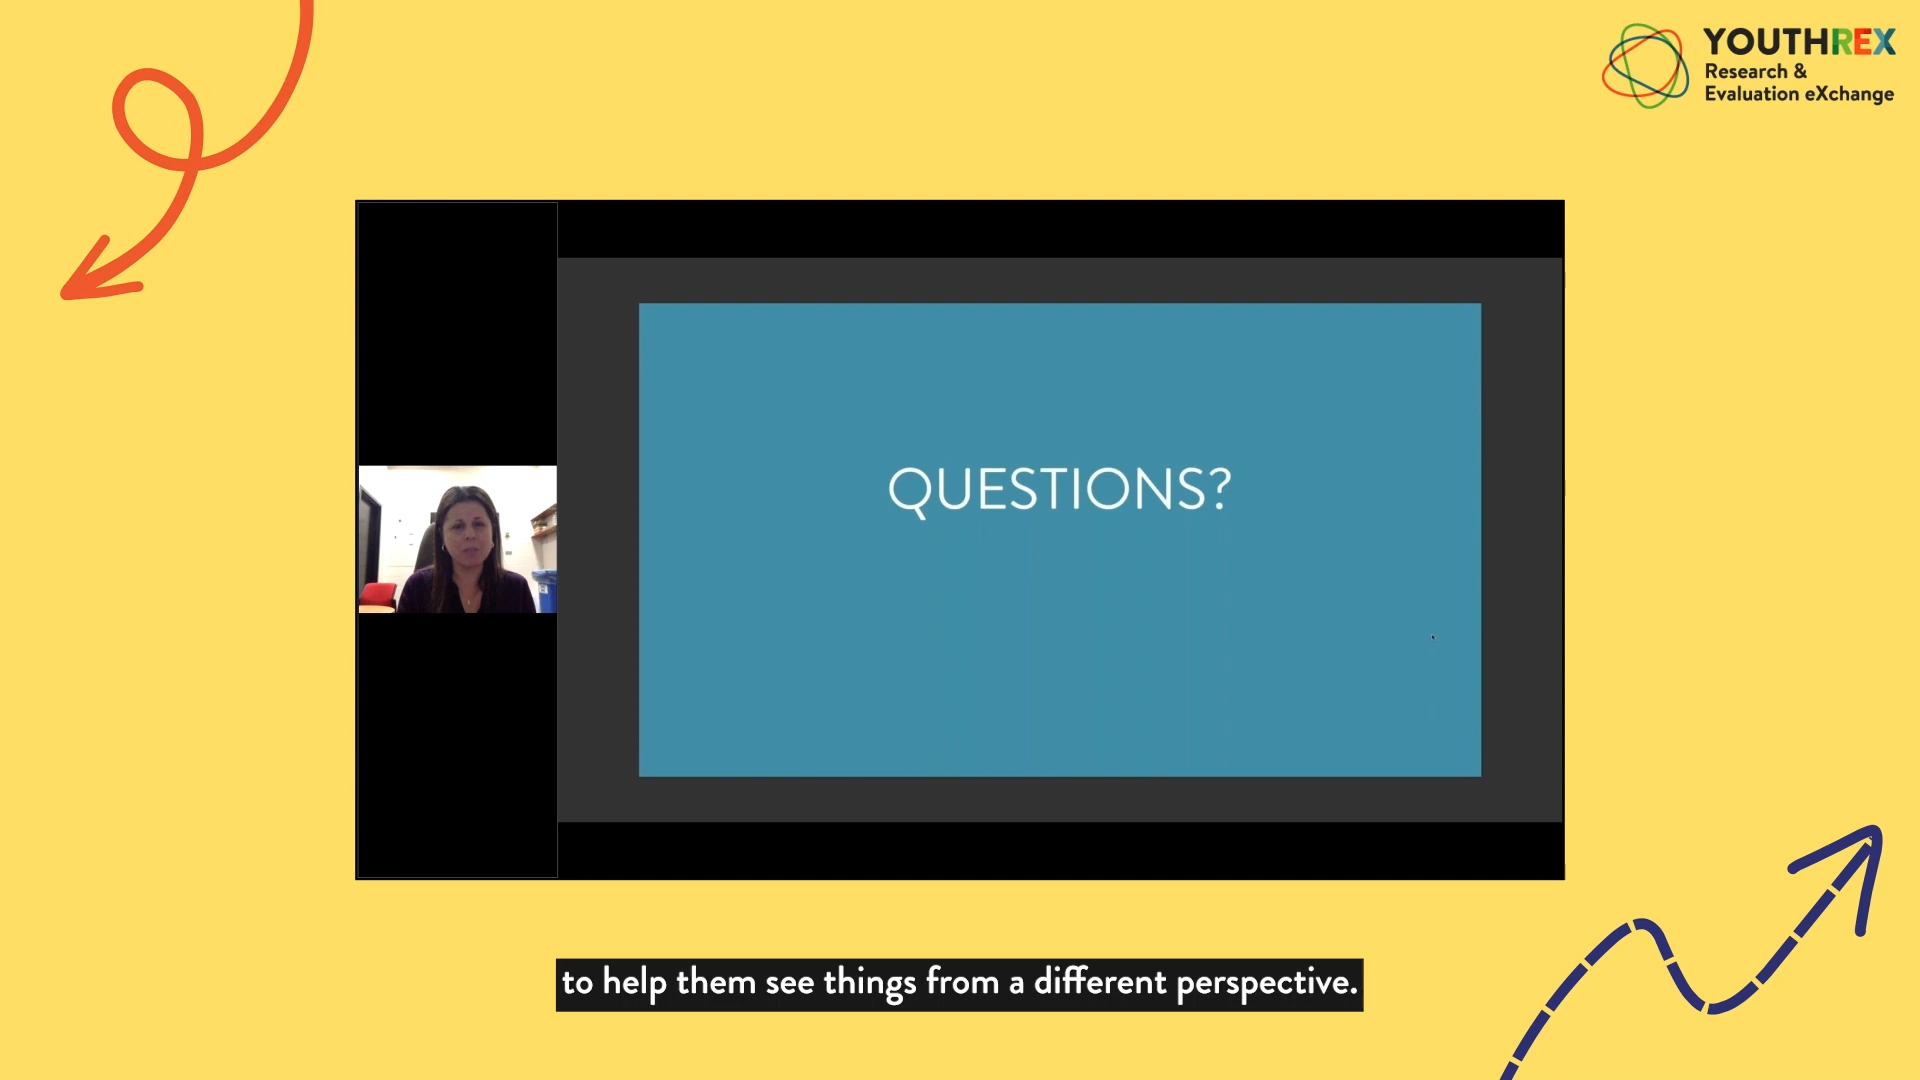 YOUTHREX
Research &
Evaluation eXchange
QUESTIONS?
to help them see things from a different perspective.